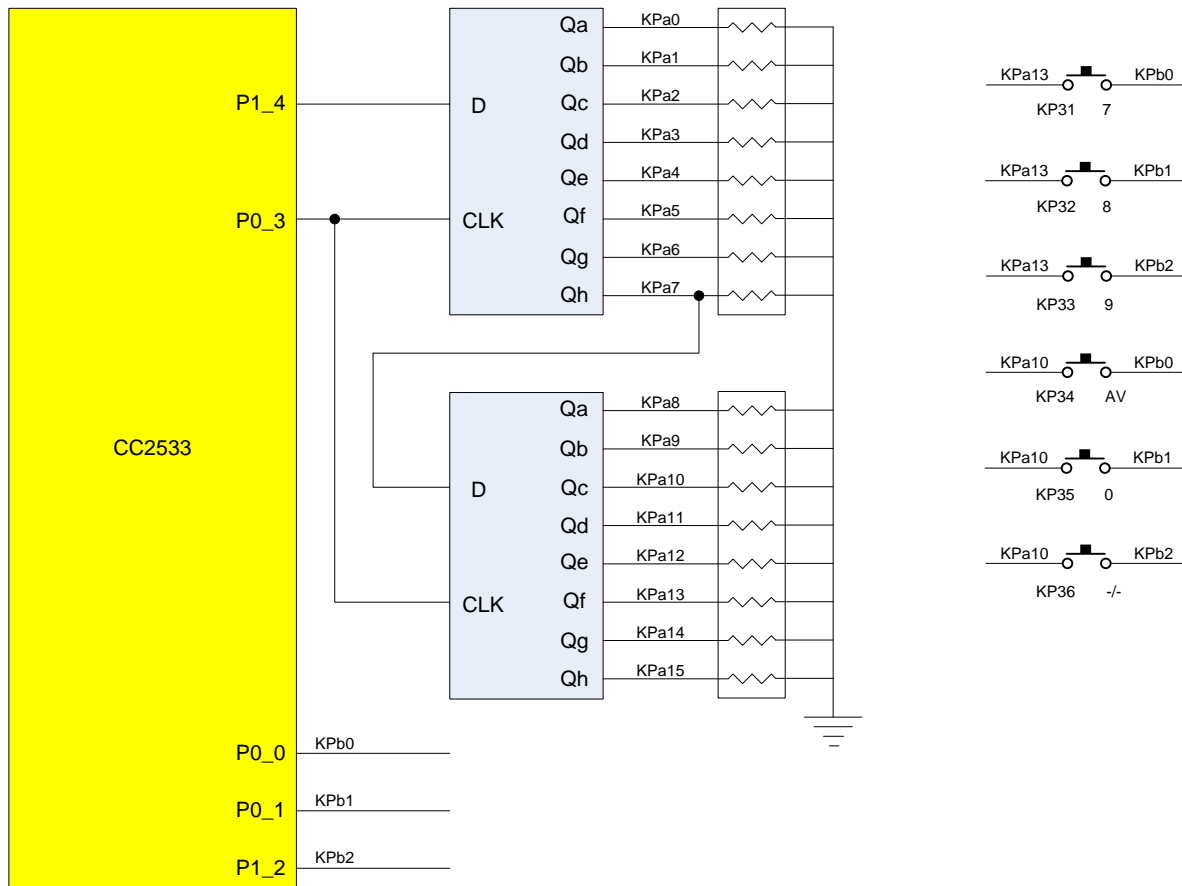 CC2533
P1_4
P0_3
P0_0
P0_1
P1_2
KPb0
KPb1
KPb2
D
CLK
Qa
Qb
Qc
Qd
Qe
Qf
Qg
Qh
KPa0
KPa1
KPa2
KPa3
KPa4
KPa5
KPa6
KPa7
D
CLK
Qa
Qb
Qc
Qd
Qe
Qf
Qg
Qh
KPa8
KPa9
KPa10
KPa11
KPa12
KPa13
KPa14
KPa15
KPa13 KPb0
KP31 7
KPa13 KPb1
KP32 8
KPa13 KPb2
KP33 9
KPa10 KPb0
KP34 AV
KPa10 KPb1
KP35 0
KPa10 KPb2
KP36 -/-